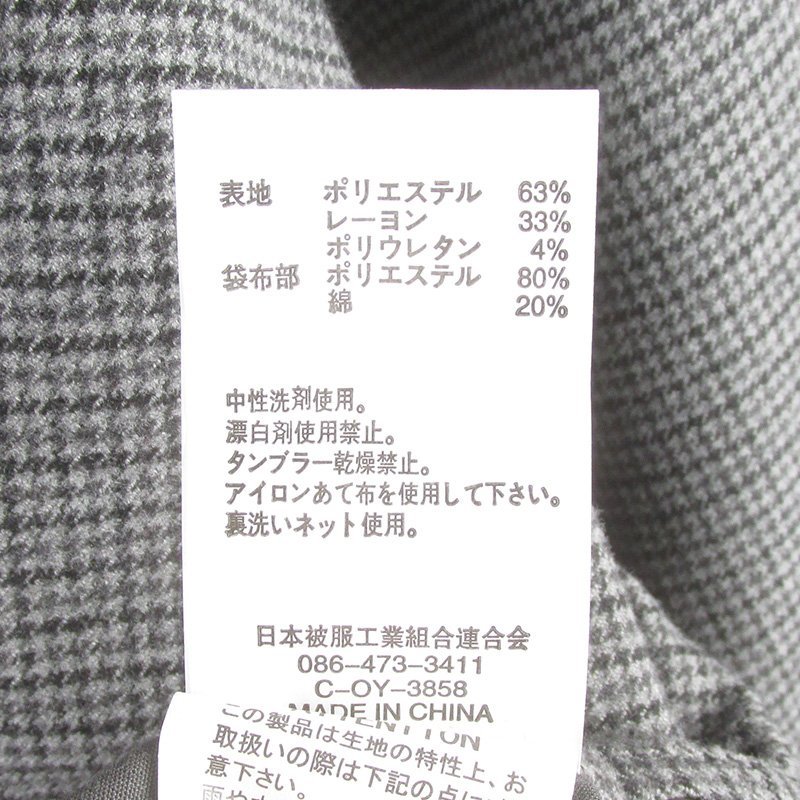 表地 ポリエステル 63%
レーヨン 33%
ポリウレタン 4%
袋布部 ポリエステル 80%
綿 20%
中性洗剤使用。
漂白剤使用禁止。
タンブラー乾燥禁止。
アイロンあて布を使用して下さい。
裏洗いネット使用。
日本被服工業組合連合会
086-473-3411
C-OY-3858
MADE IN CHINA
この製品は生地の特性上、お
取扱いの際は下記の点に
意下さい。